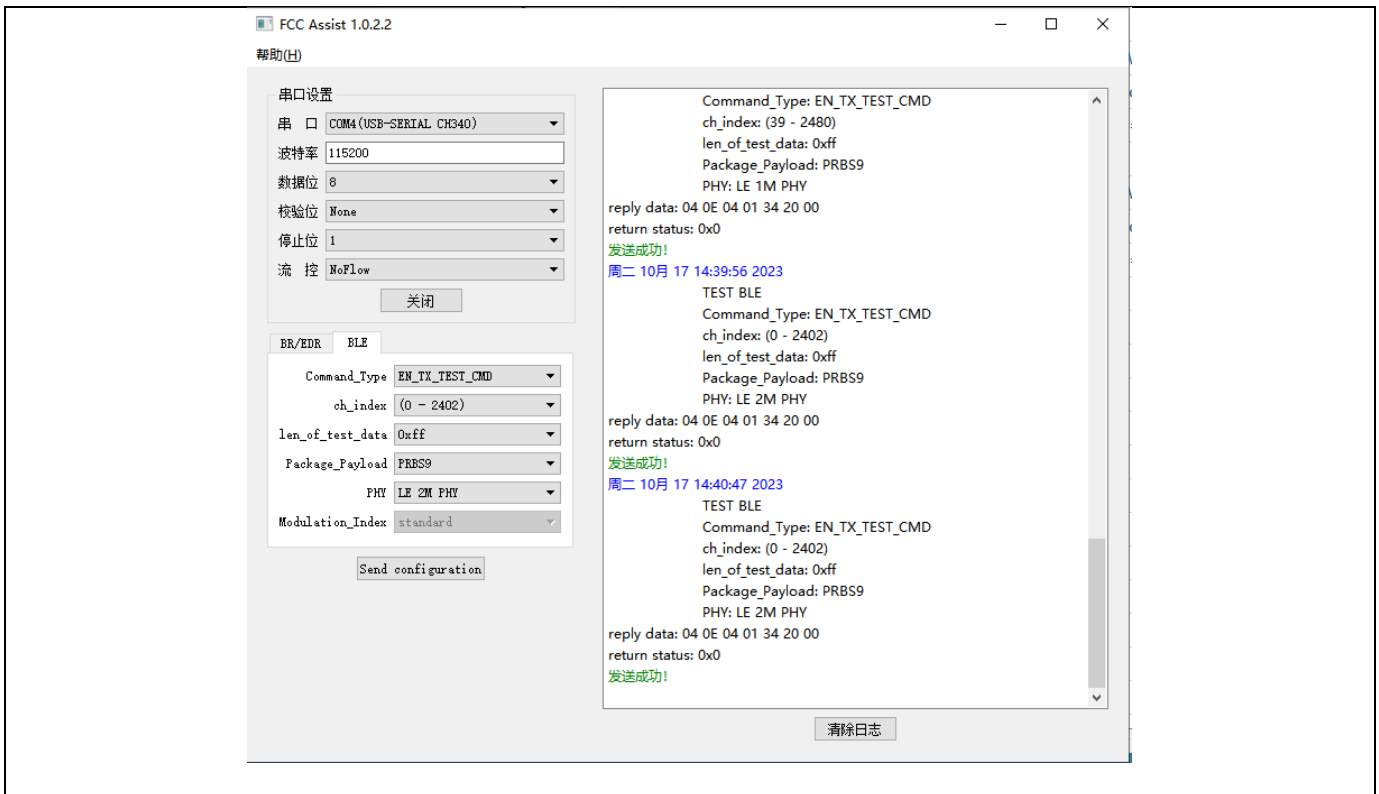 FCC Assist 1.0.2.2
帮助(H)
串口设置
串 口 COM4(USB-SERIAL CH340)
波特率 115200
数据位 8
校验位 None
停止位 1
流 控 NoFlow
关闭
BR/EDR BLE
Command_Type EN_TX_TEST_CMD
ch_index (0 - 2402)
len_of_test_data 0xff
Package_Payload PRBS9
PHY LE 2M PHY
Modulation_Index standard
Send configuration
Command_Type: EN_TX_TEST_CMD
ch_index: (39 - 2480)
len_of_test_data: 0xff
Package_Payload: PRBS9
PHY: LE 1M PHY
reply data: 04 0E 04 01 34 20 00
return status: 0x0
发送成功!
周二 10月 17 14:39:56 2023
TEST BLE
Command_Type: EN_TX_TEST_CMD
ch_index: (0 - 2402)
len_of_test_data: 0xff
Package_Payload: PRBS9
PHY: LE 2M PHY
reply data: 04 0E 04 01 34 20 00
return status: 0x0
发送成功!
周二 10月 17 14:40:47 2023
TEST BLE
Command_Type: EN_TX_TEST_CMD
ch_index: (0 - 2402)
len_of_test_data: 0xff
Package_Payload: PRBS9
PHY: LE 2M PHY
reply data: 04 0E 04 01 34 20 00
return status: 0x0
发送成功!
清除日志